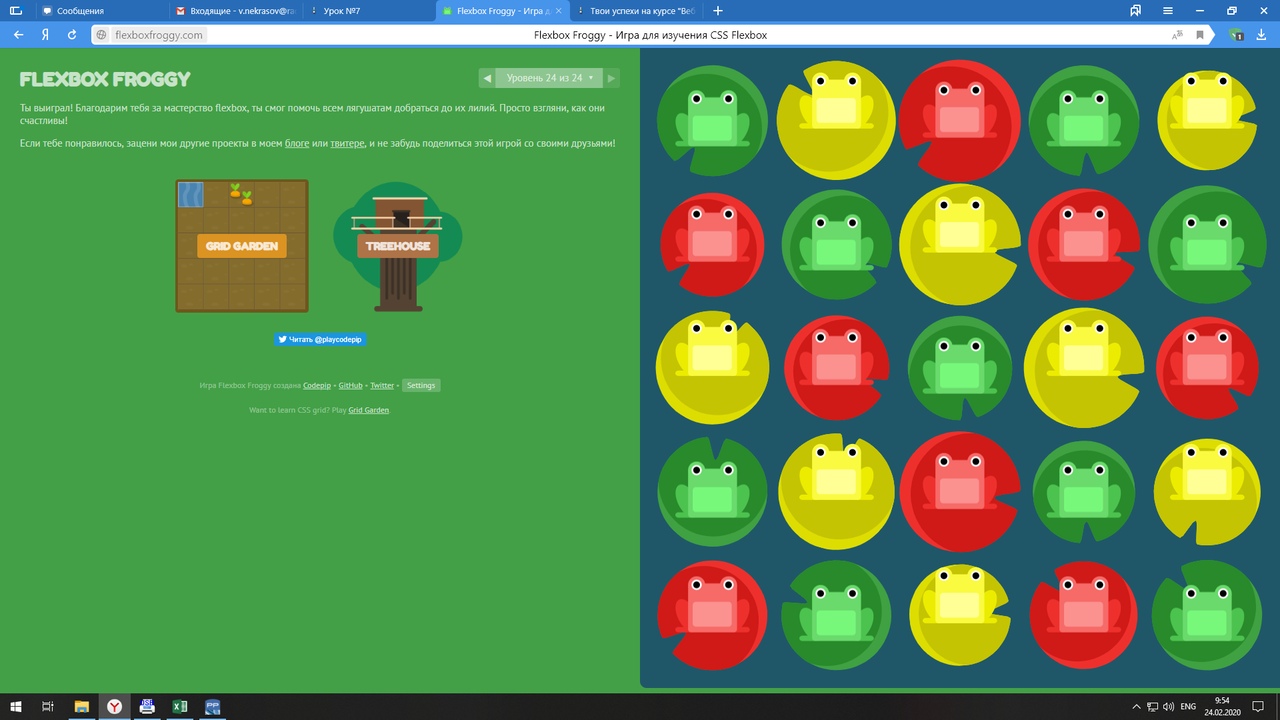 Сообщения
Входящие - v.nekrasov@ra
Урок №7
Flexbox Froggy - Игра д
Твои успехи на курсе "Веб
Я
flexboxfroggy.com
Flexbox Froggy - Игра для изучения CSS Flexbox
1
FLEXBOX FROGGY
Уровень 24 из 24
Ты выиграл! Благодарим тебя за мастерство flexbox, ты смог помочь всем лягушатам добраться до их лилий. Просто взгляни, как они
счастливы!
Если тебе понравилось, зацени мои другие проекты в моем блоге или твитере, и не забудь поделиться этой игрой со своими друзьями!
GRID GARDEN
TREEHOUSE
Читать @playcodepip
Игра Flexbox Froggy создана Codepip • GitHub • Twitter • Settings
Want to learn CSS grid? Play Grid Garden.
ENG
9:54
24.02.2020